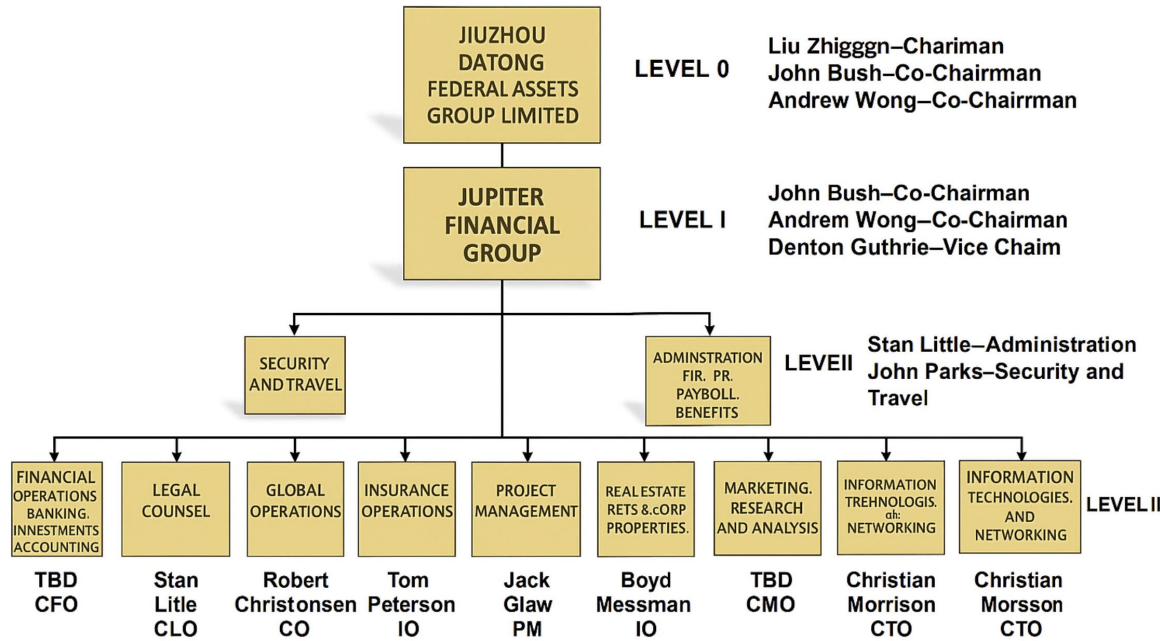 JIUZHOU
DATONG
FEDERAL ASSETS
GROUP LIMITED
LEVEL 0
Liu Zhigggn–Chariman
John Bush–Co-Chairman
Andrew Wong–Co-Chairrman
JUPITER
FINANCIAL
GROUP
LEVEL I
John Bush–Co-Chairman
Andrem Wong–Co-Chairman
Denton Guthrie–Vice Chaim
SECURITY
AND TRAVEL
ADMINSTRATION
FIR. PR.
PAYBOLL.
BENEFITS
LEVEII
Stan Little–Administration
John Parks–Security and
Travel
FINANCIAL
OPERATIONS
BANKING.
INNESTMENTS
ACCOUNTING
LEGAL
COUNSEL
GLOBAL
OPERATIONS
INSURANCE
OPERATIONS
PROJECT
MANAGEMENT
REAL ESTATE
RETS &.cORP
PROPERTIES.
MARKETING.
RESEARCH
AND ANALYSIS
INFORMATION
TREHNOLOGIS.
ah:
NETWORKING
INFORMATION
TECHNOLOGIES.
AND
NETWORKING
LEVEL II
TBD
CFO
Stan
Litle
CLO
Robert
Christonsen
CO
Tom
Peterson
IO
Jack
Glaw
PM
Boyd
Messman
IO
TBD
CMO
Christian
Morrison
CTO
Christian
Morsson
CTO